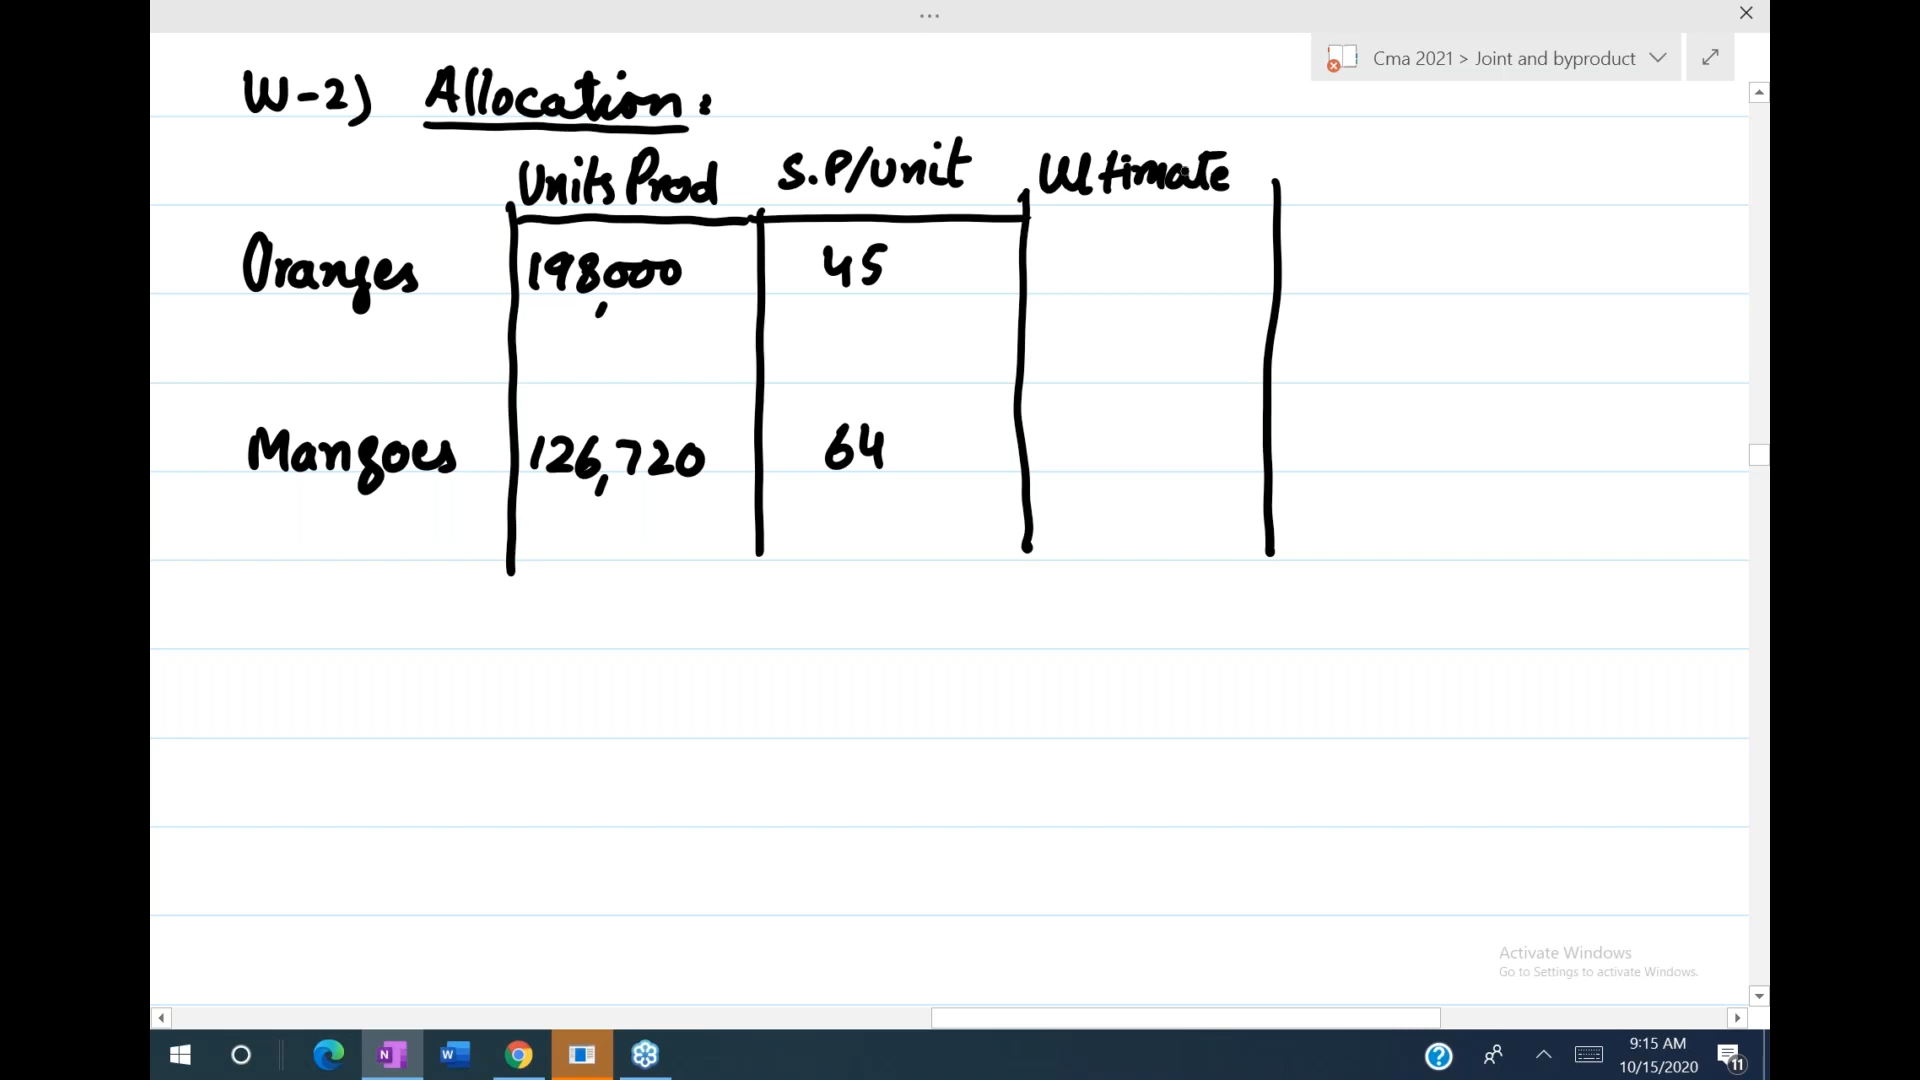 ...
Cma 2021 > Joint and byproduct
W-2) Allocation:
Units Prod S.P/unit Ultimate
Oranges 198,000 45
Mangoes 126,720 64
Activate Windows
Go to Settings to activate Windows.
N W ? 9:15 AM
10/15/2020 11